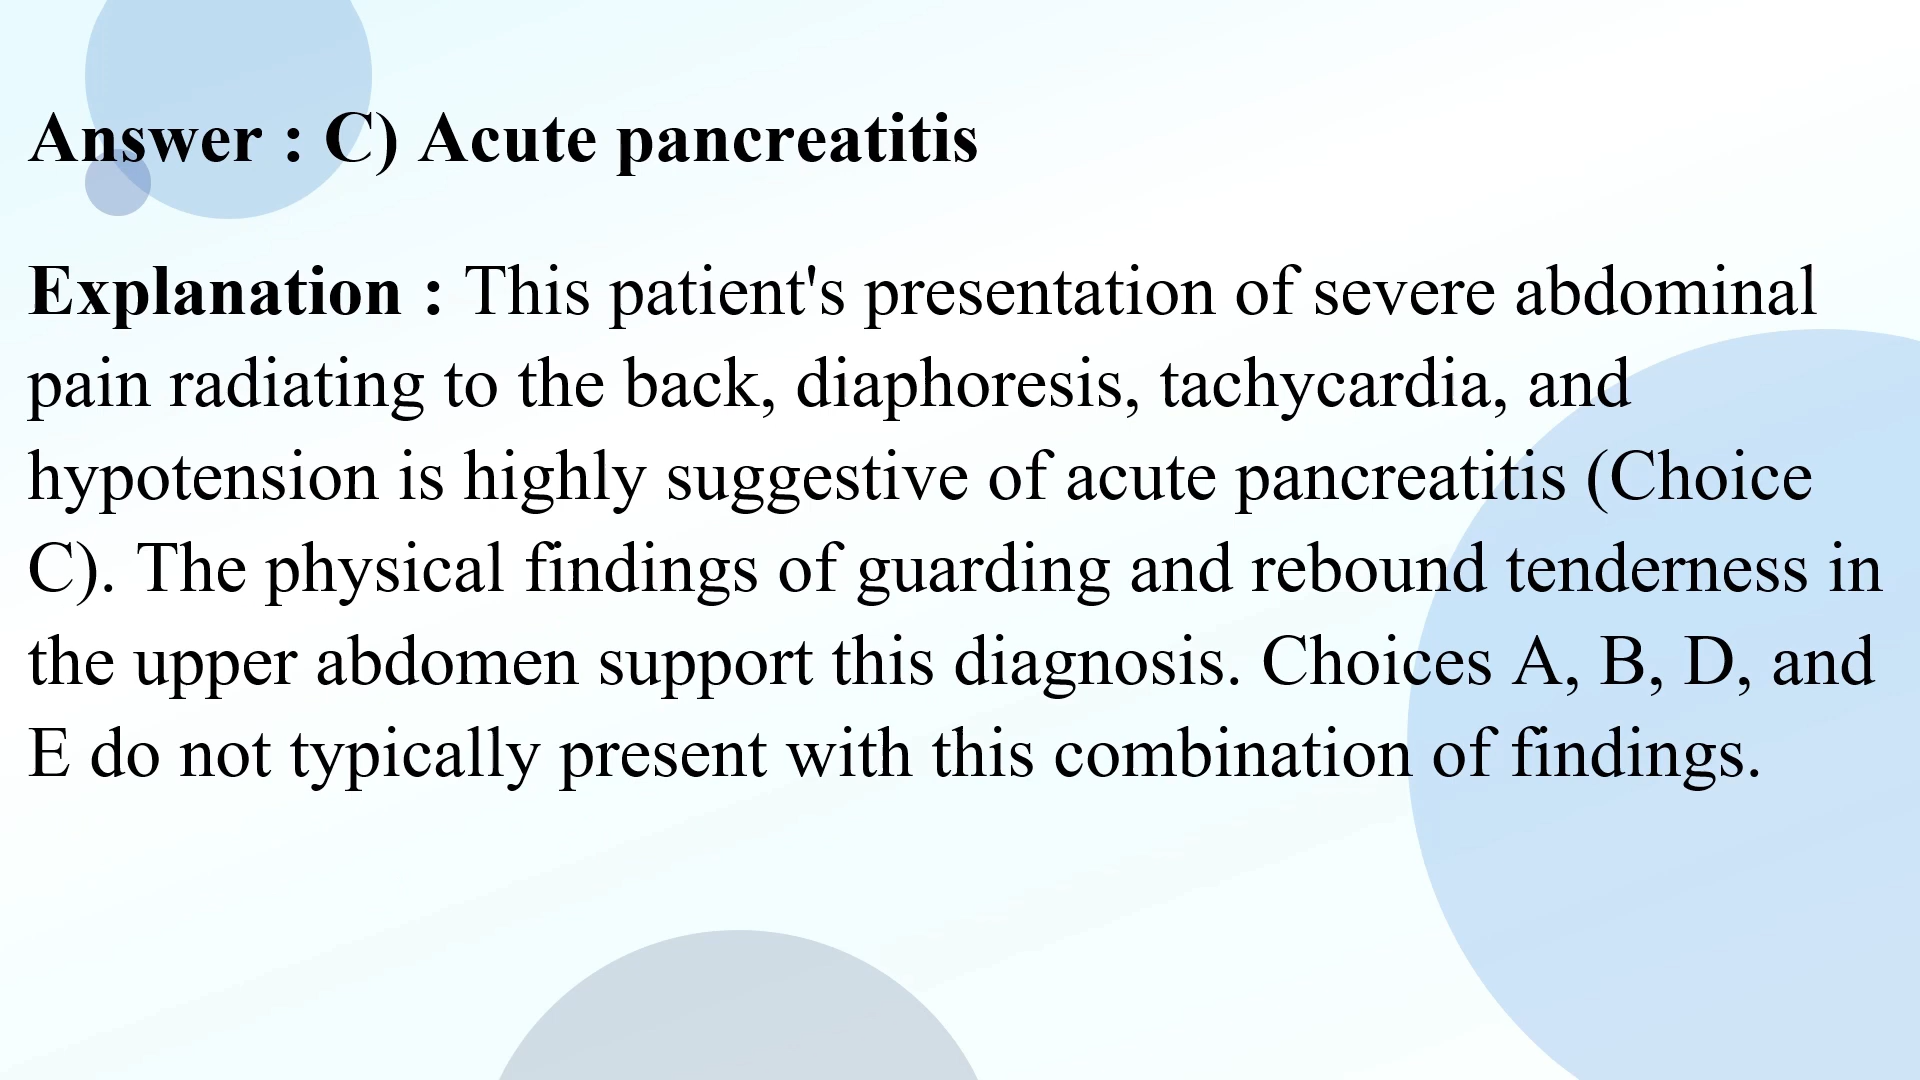 Answer : C) Acute pancreatitis
Explanation : This patient's presentation of severe abdominal
pain radiating to the back, diaphoresis, tachycardia, and
hypotension is highly suggestive of acute pancreatitis (Choice
C). The physical findings of guarding and rebound tenderness in
the upper abdomen support this diagnosis. Choices A, B, D, and
E do not typically present with this combination of findings.